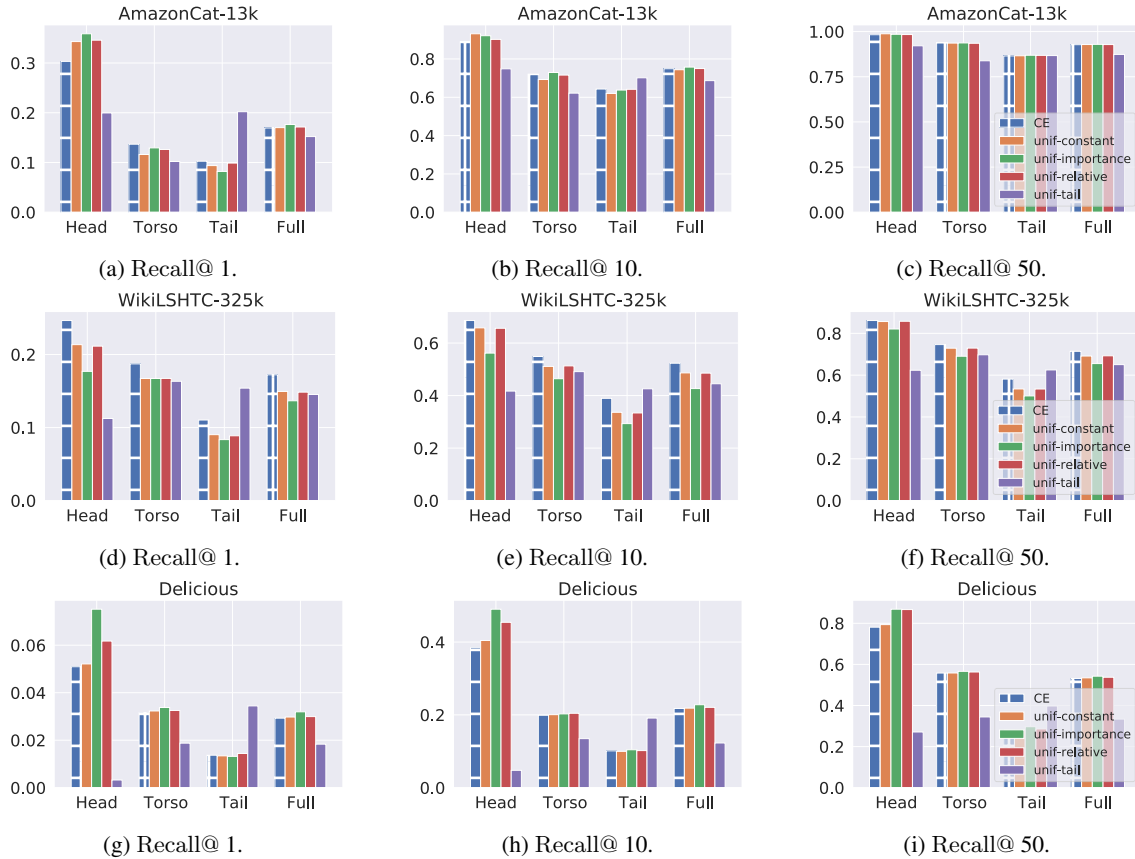 AmazonCat-13k
AmazonCat-13k
AmazonCat-13k
0.3
0.2
0.1
0.0
Head Torso Tail Full
0.8
0.6
0.4
0.2
0.0
Head Torso Tail Full
1.00
0.75
0.50
0.25
0.00
Head Torso Tail Full
CE
unif-constant
unif-importance
unif-relative
unif-tail
(a) Recall@ 1.
(b) Recall@ 10.
(c) Recall@ 50.
WikiLSHTC-325k
WikiLSHTC-325k
WikiLSHTC-325k
0.2
0.1
0.0
Head Torso Tail Full
0.6
0.4
0.2
0.0
Head Torso Tail Full
0.8
0.6
0.4
0.2
0.0
Head Torso Tail Full
CE
unif-constant
unif-importance
unif-relative
unif-tail
(d) Recall@ 1.
(e) Recall@ 10.
(f) Recall@ 50.
Delicious
Delicious
Delicious
0.06
0.04
0.02
0.00
Head Torso Tail Full
0.4
0.2
0.0
Head Torso Tail Full
0.8
0.6
0.4
0.2
0.0
Head Torso Tail Full
CE
unif-constant
unif-importance
unif-relative
unif-tail
(g) Recall@ 1.
(h) Recall@ 10.
(i) Recall@ 50.